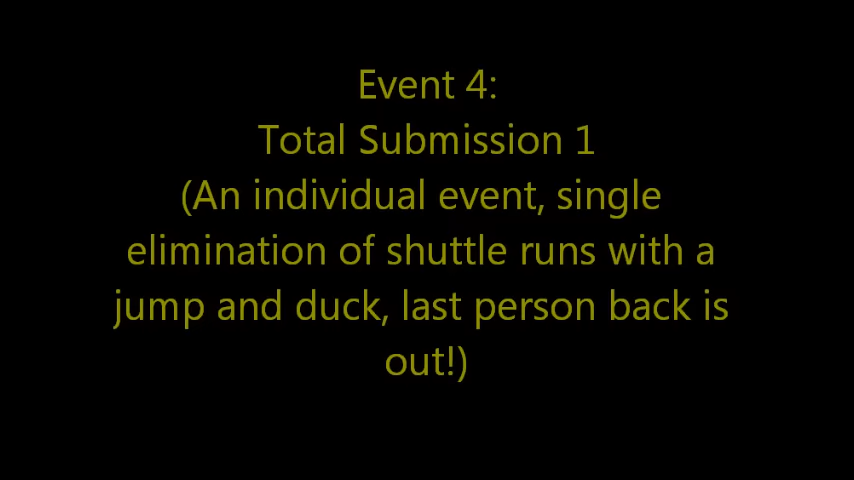 Event 4:
Total Submission 1
(An individual event, single
elimination of shuttle runs with a
jump and duck, last person back is
out!)